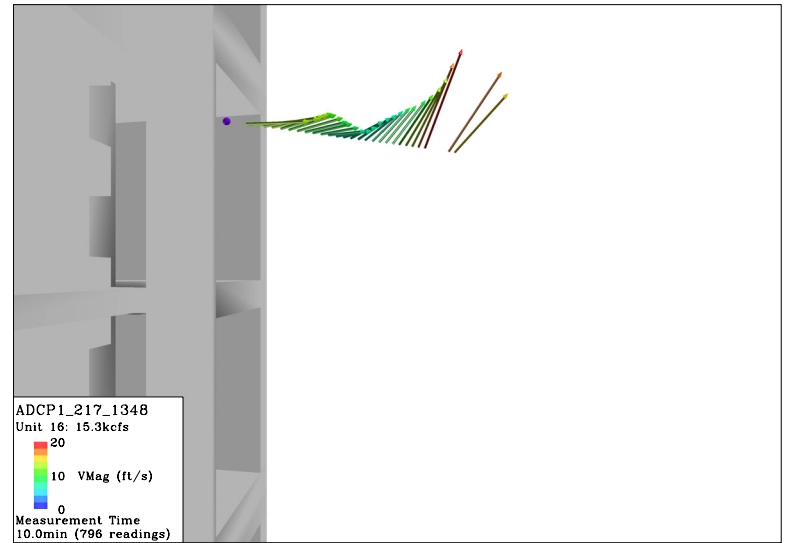 ADCP1_217_1348
Unit 16: 15.3kcfs
20
10 VMag (ft/s)
0
Measurement Time
10.0min (796 readings)